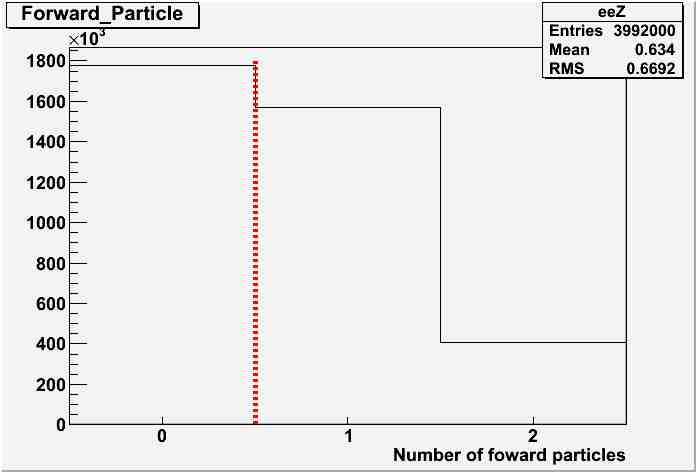 Forward_Particle
×10³
eeZ
Entries 3992000
Mean 0.634
RMS 0.6692
1800
1600
1400
1200
1000
800
600
400
200
0
0 1 2
Number of foward particles